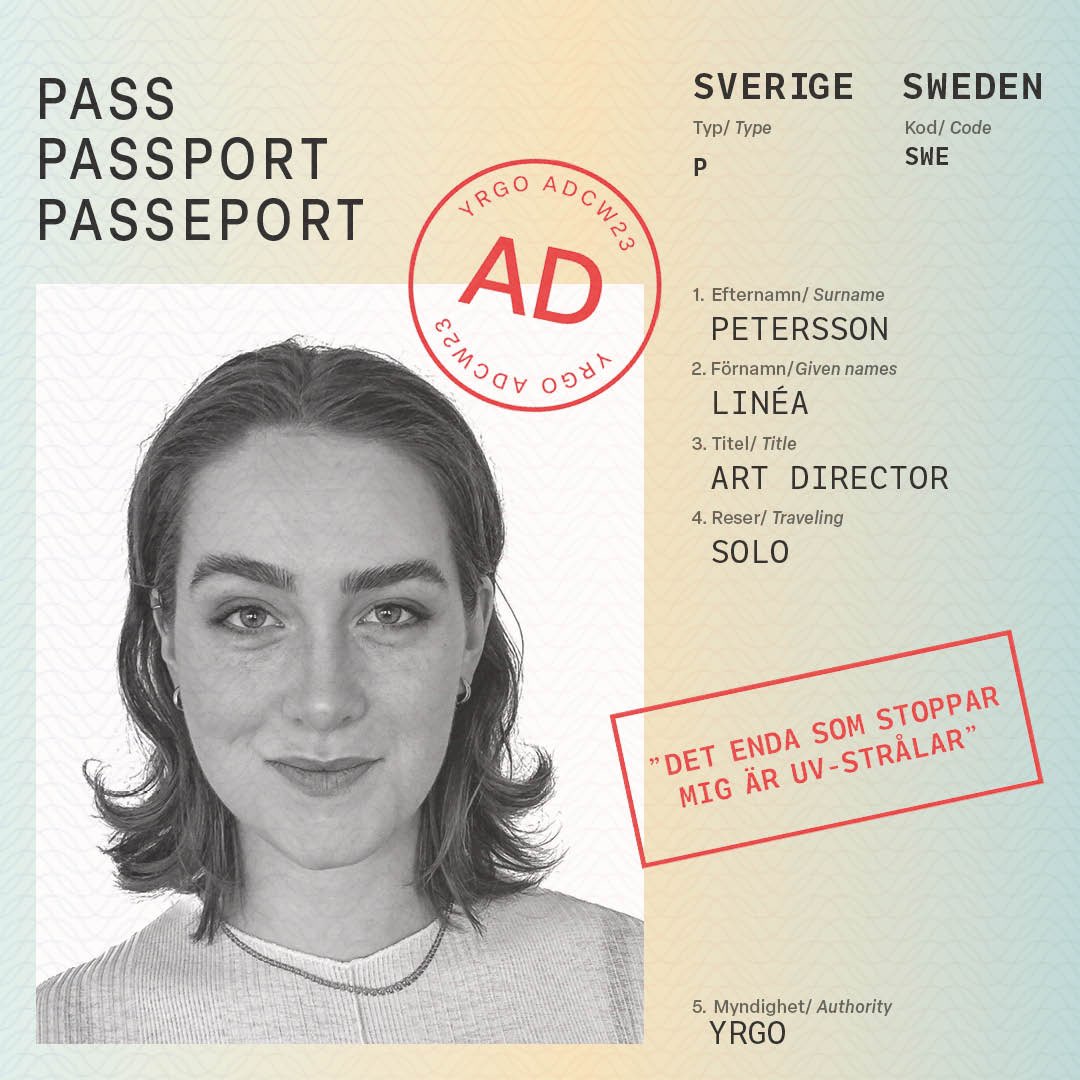 PASS
PASSPORT
PASSEPORT
SVERIGE SWEDEN
Typ/ Type Kod/ Code
P SWE
YRGO ADCW23
AD
YRGO ADCW23
1. Efternamn/ Surname
PETERSSON
2. Förnamn/Given names
LINÉA
3. Titel/ Title
ART DIRECTOR
4. Reser/ Traveling
SOLO
”DET ENDA SOM STOPPAR
MIG ÄR UV-STRÅLAR”
5. Myndighet/ Authority
YRGO